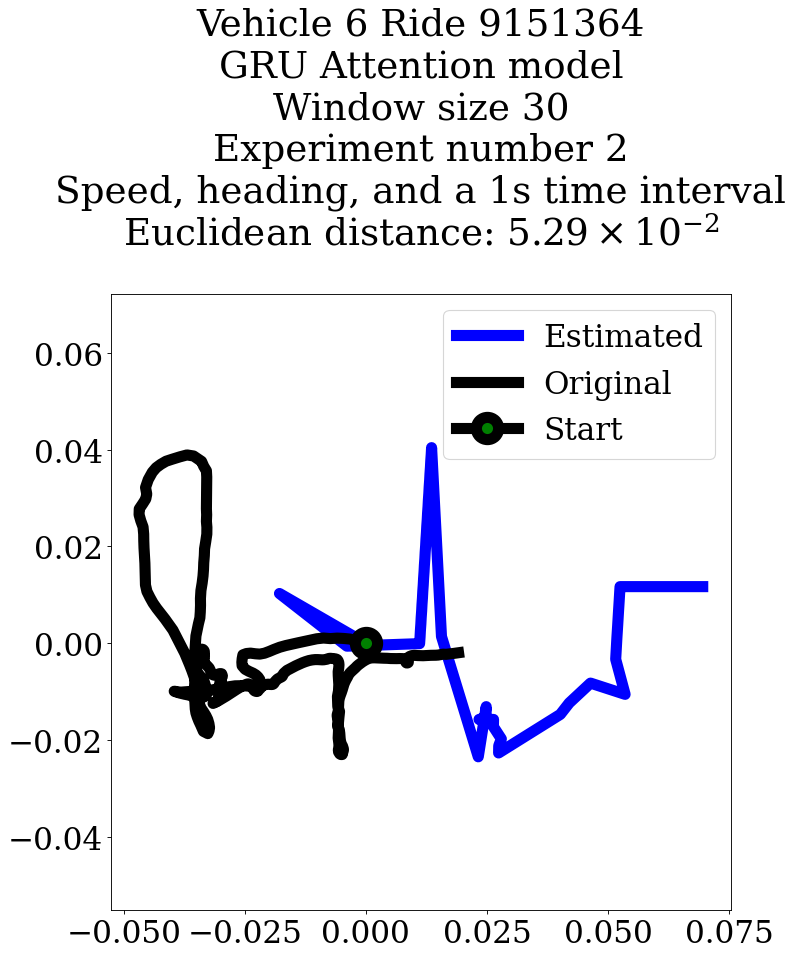 Vehicle 6 Ride 9151364
GRU Attention model
Window size 30
Experiment number 2
Speed, heading, and a 1s time interval
Euclidean distance: 5.29 × 10⁻²
Estimated
Original
Start
0.06
0.04
0.02
0.00
−0.02
−0.04
−0.050 −0.025 0.000 0.025 0.050 0.075